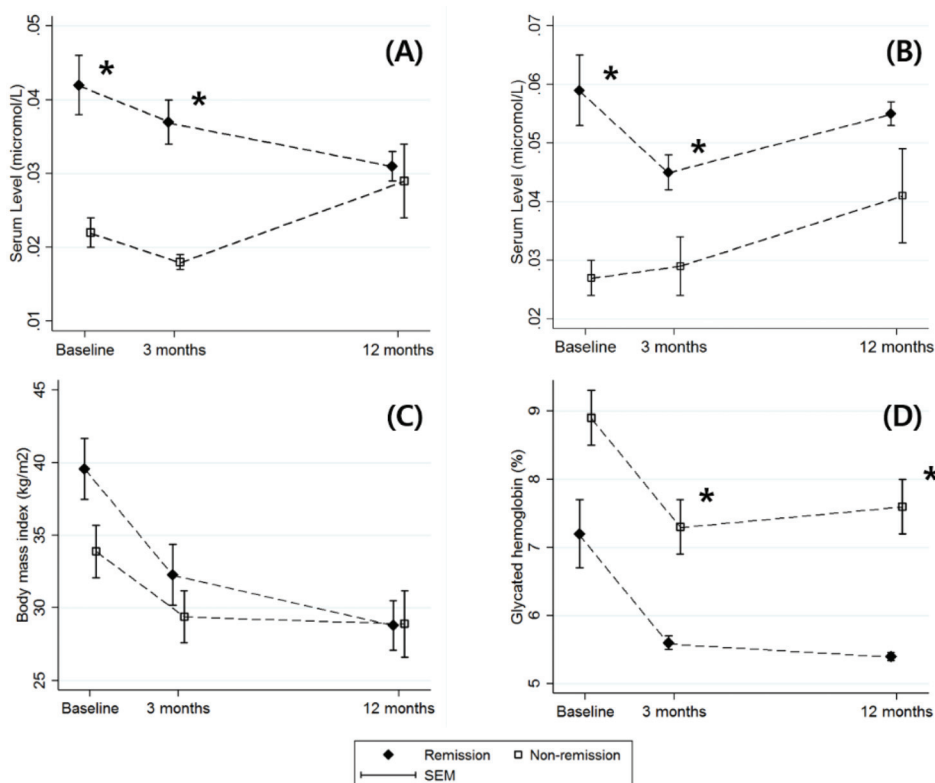 (A)
Serum Level (micromol/L)
.05
.04
.03
.02
.01
*
*
Baseline
3 months
12 months
(B)
Serum Level (micromol/L)
.07
.06
.05
.04
.03
.02
*
*
Baseline
3 months
12 months
(C)
Body mass index (kg/m2)
45
40
35
30
25
Baseline
3 months
12 months
(D)
Glycated hemoglobin (%)
9
8
7
6
5
*
*
Baseline
3 months
12 months
Remission
Non-remission
SEM